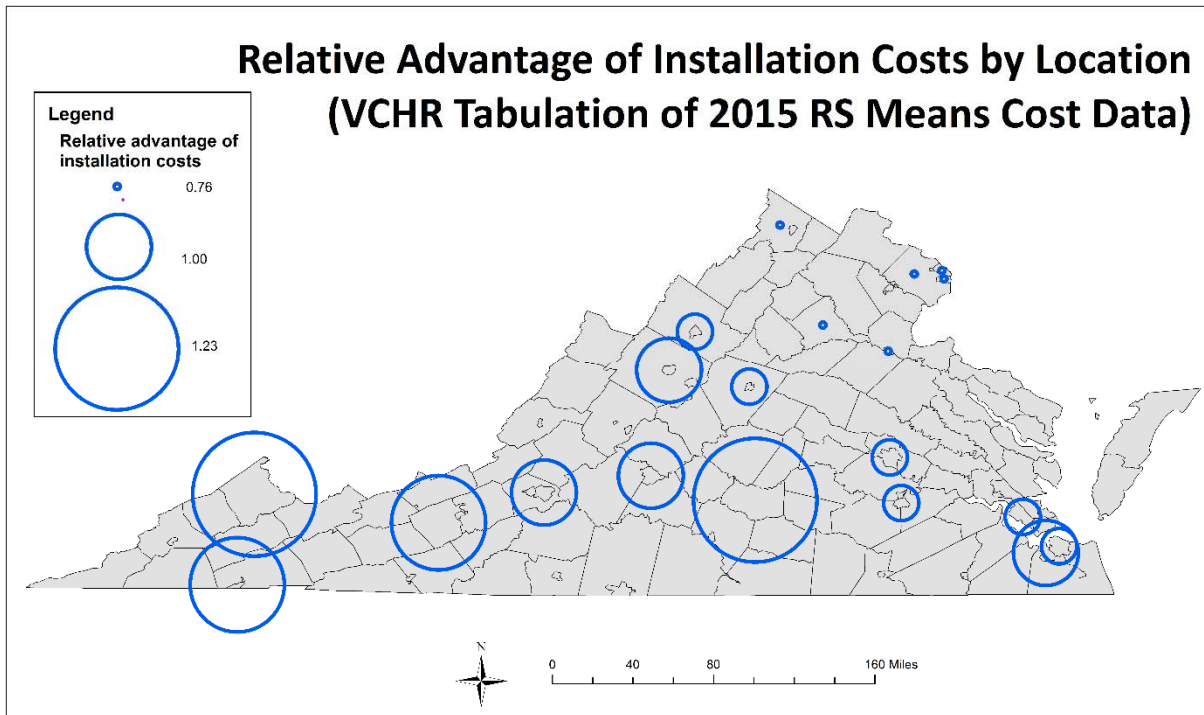 Relative Advantage of Installation Costs by Location
(VCHR Tabulation of 2015 RS Means Cost Data)
Legend
Relative advantage of
installation costs
0.76
1.00
1.23
N
0 40 80 160 Miles